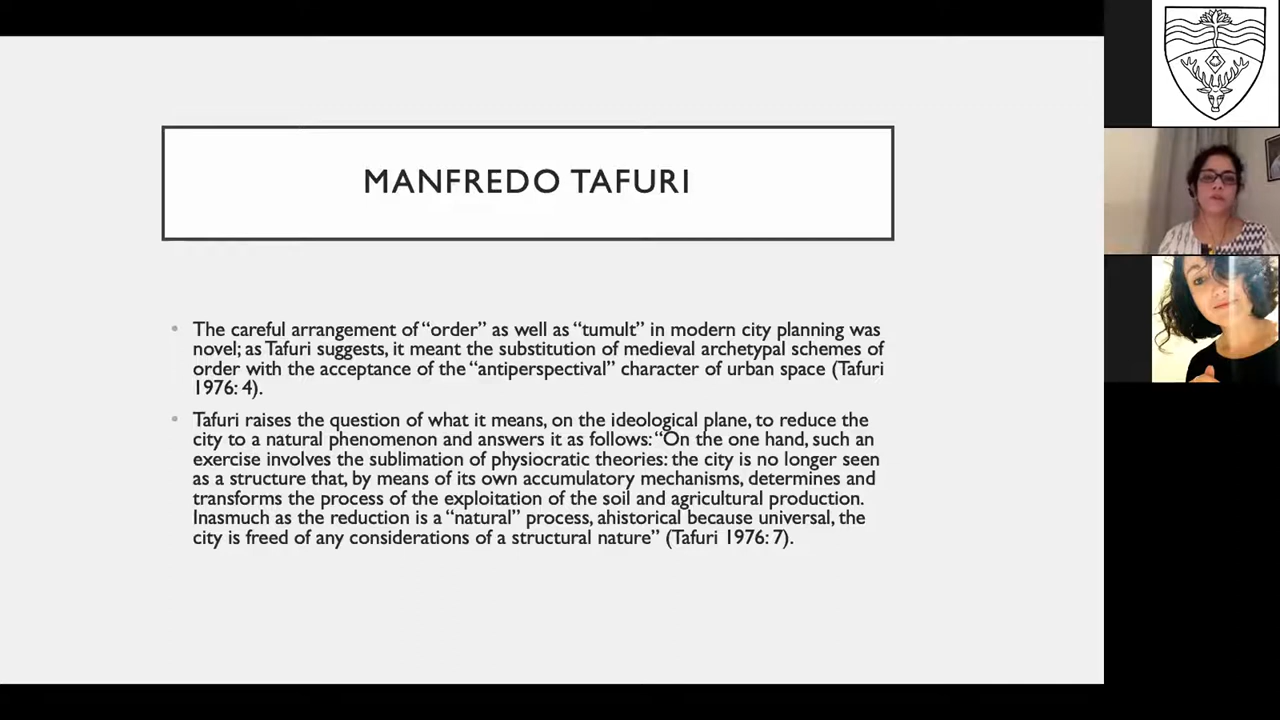 MANFREDO TAFURI
• The careful arrangement of “order” as well as “tumult” in modern city planning was
novel; as Tafuri suggests, it meant the substitution of medieval archetypal schemes of
order with the acceptance of the “antiperspectival” character of urban space (Tafuri
1976: 4).
• Tafuri raises the question of what it means, on the ideological plane, to reduce the
city to a natural phenomenon and answers it as follows: “On the one hand, such an
exercise involves the sublimation of physiocratic theories: the city is no longer seen
as a structure that, by means of its own accumulatory mechanisms, determines and
transforms the process of the exploitation of the soil and agricultural production.
Inasmuch as the reduction is a “natural” process, ahistorical because universal, the
city is freed of any considerations of a structural nature” (Tafuri 1976: 7).